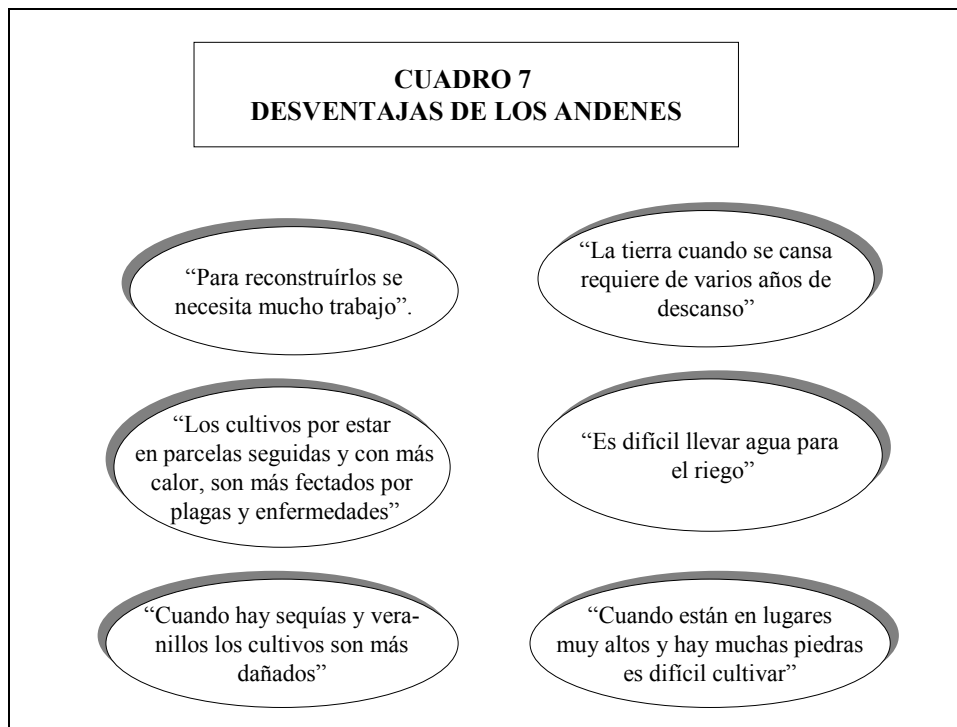 CUADRO 7
DESVENTAJAS DE LOS ANDENES
“Para reconstruírlos se
necesita mucho trabajo”.
“La tierra cuando se cansa
requiere de varios años de
descanso”
“Los cultivos por estar
en parcelas seguidas y con más
calor, son más fectados por
plagas y enfermedades”
“Es difícil llevar agua para
el riego”
“Cuando hay sequías y vera-
nillos los cultivos son más
dañados”
“Cuando están en lugares
muy altos y hay muchas piedras
es difícil cultivar”